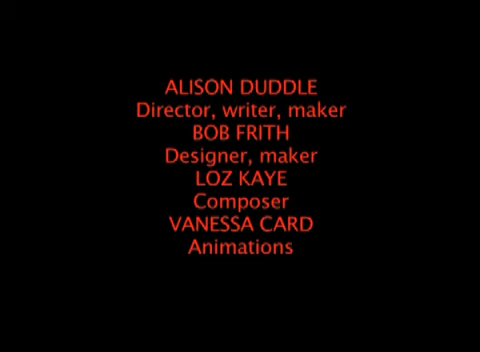 ALISON DUDDLE
Director, writer, maker
BOB FRITH
Designer, maker
LOZ KAYE
Composer
VANESSA CARD
Animations